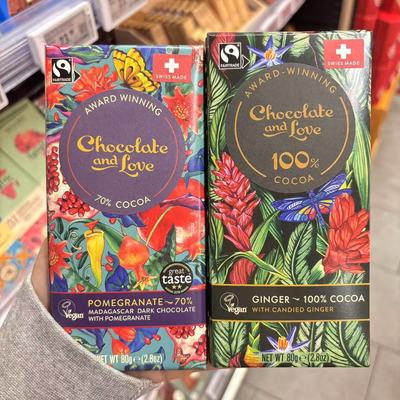 FAIRTRADE
SWISS MADE
AWARD WINNING
Chocolate
and Love
70% COCOA
great
taste
Vegan
POMEGRANATE ~ 70%
MADAGASCAR DARK CHOCOLATE
WITH POMEGRANATE
NET WT 80g e (2.8oz)
FAIRTRADE
SWISS MADE
AWARD-WINNING
Chocolate
and Love
100%
COCOA
Vegan
GINGER ~ 100% COCOA
WITH CANDIED GINGER
NET WT 80g e (2.8oz)